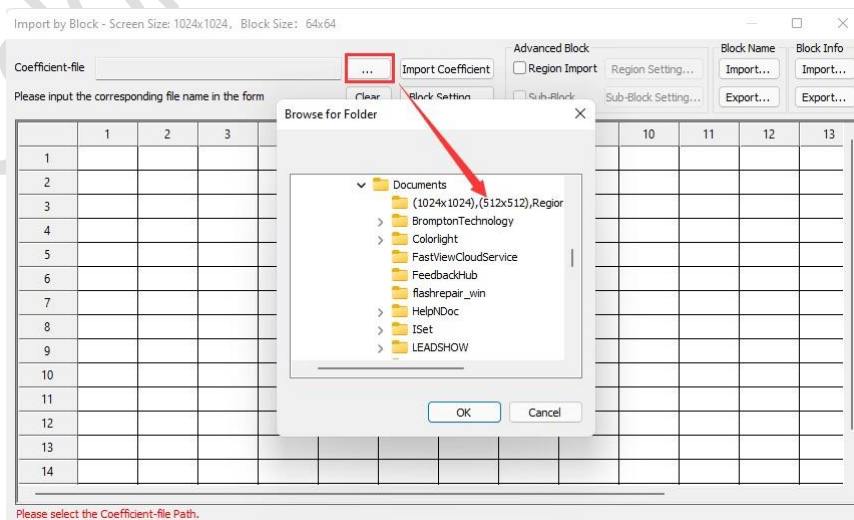 Import by Block - Screen Size: 1024x1024, Block Size: 64x64
Advanced Block
Block Name
Block Info
Coefficient-file
...
Import Coefficient
Region Import
Region Setting...
Import...
Import...
Please input the corresponding file name in the form
Clear
Block Setting
Sub-Block
Sub-Block Setting...
Export...
Export...
Browse for Folder
1 2 3 10 11 12 13
1
2
3
4
5
6
7
8
9
10
11
12
13
14
Documents
(1024x1024),(512x512),Region
BromptonTechnology
Colorlight
FastViewCloudService
FeedbackHub
flashrepair_win
HelpNDoc
ISet
LEADSHOW
OK
Cancel
Please select the Coefficient-file Path.